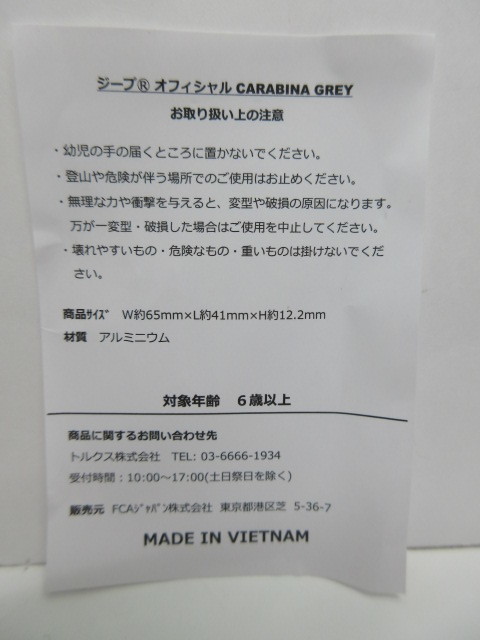 ジープ® オフィシャル CARABINA GREY
お取り扱い上の注意
・幼児の手の届くところに置かないでください。
・登山や危険が伴う場所でのご使用はお止めください。
・無理な力や衝撃を与えると、変型や破損の原因になります。
万が一変型・破損した場合はご使用を中止してください。
・壊れやすいもの・危険なもの・重いものは掛けないでくだ
さい。
商品ｻｲｽﾞ W約65mm×L約41mm×H約12.2mm
材質 アルミニウム
対象年齢 6歳以上
商品に関するお問い合わせ先
トルクス株式会社 TEL: 03-6666-1934
受付時間：10:00～17:00(土日祭日を除く)
販売元 FCAｼﾞｬﾊﾟﾝ株式会社 東京都港区芝 5-36-7
MADE IN VIETNAM